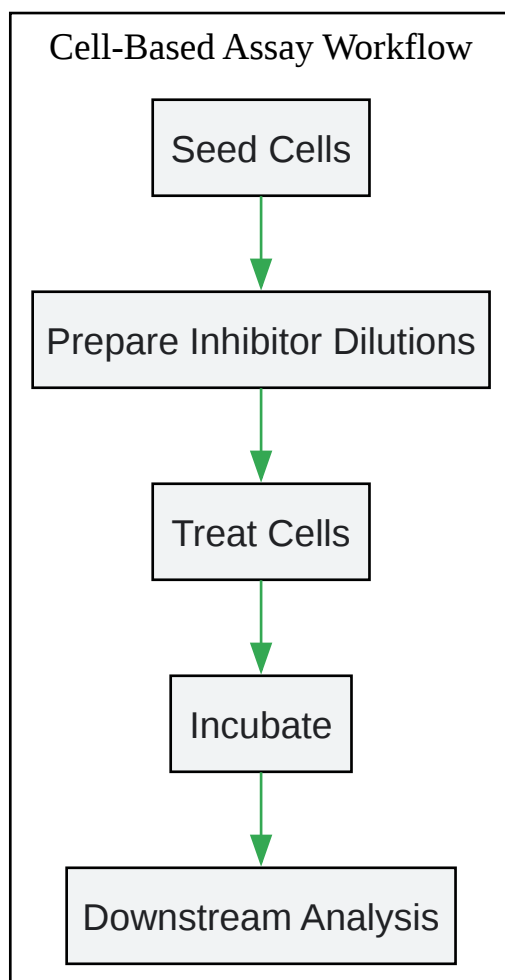 Cell-Based Assay Workflow
Seed Cells
Prepare Inhibitor Dilutions
Treat Cells
Incubate
Downstream Analysis